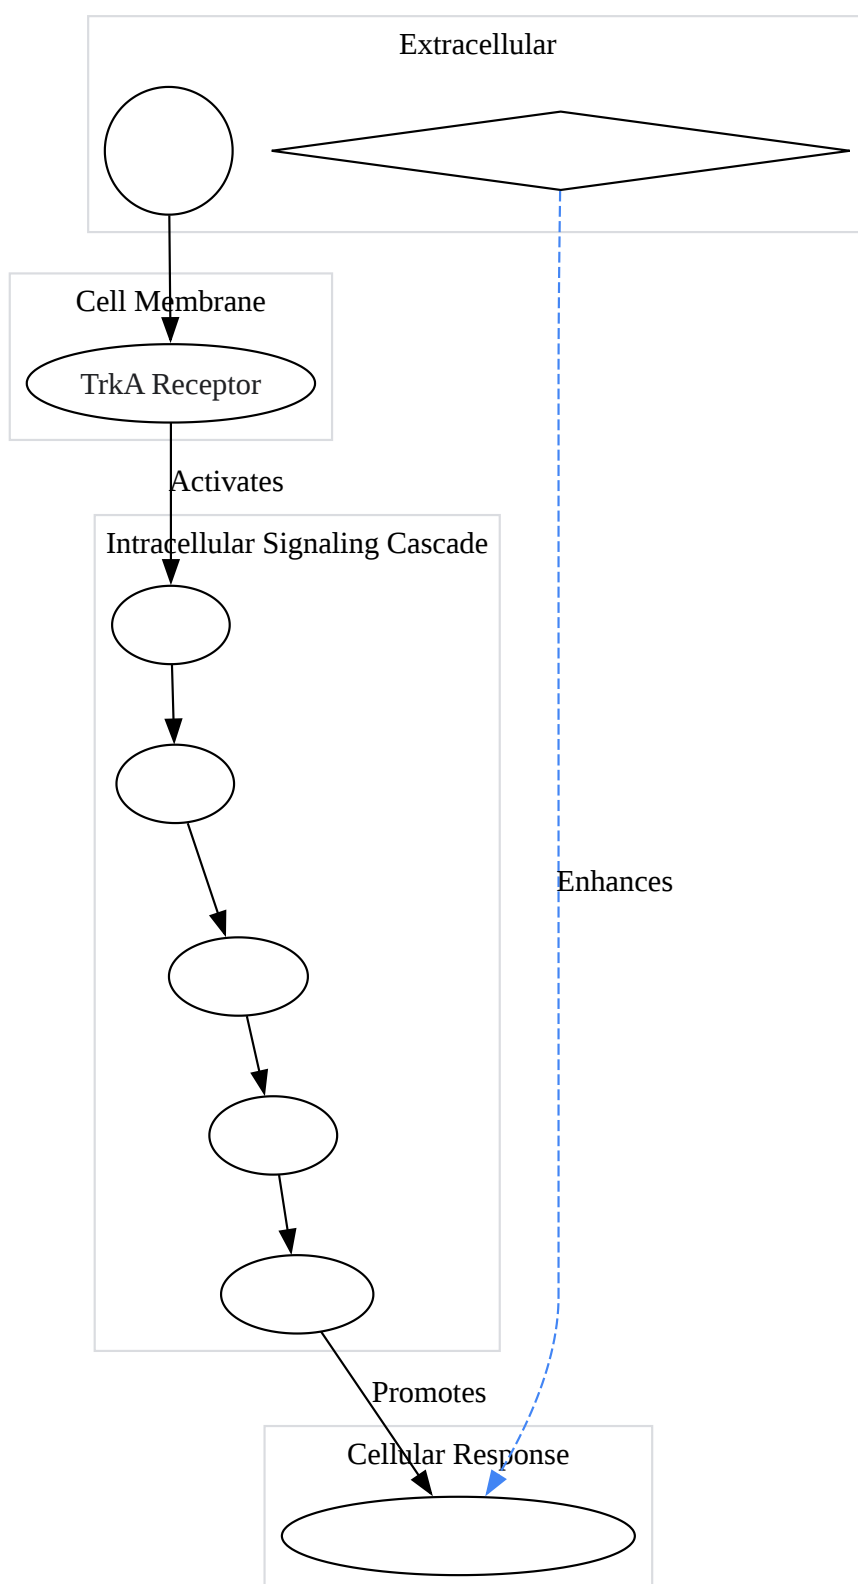 Extracellular
Cell Membrane
TrkA Receptor
Activates
Intracellular Signaling Cascade
Enhances
Promotes
Cellular Response